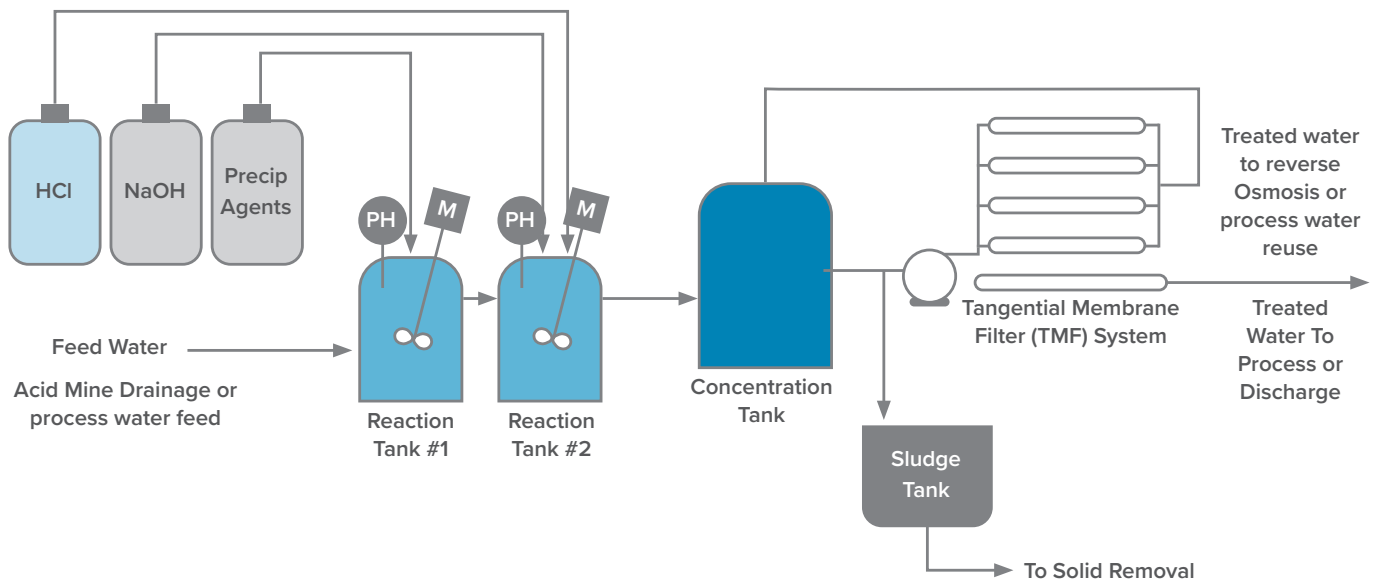 HCl
NaOH
Precip
Agents
PH
M
PH
M
Feed Water
Acid Mine Drainage or
process water feed
Reaction
Tank #1
Reaction
Tank #2
Concentration
Tank
Sludge
Tank
To Solid Removal
Tangential Membrane
Filter (TMF) System
Treated water
to reverse
Osmosis or
process water
reuse
Treated
Water To
Process or
Discharge